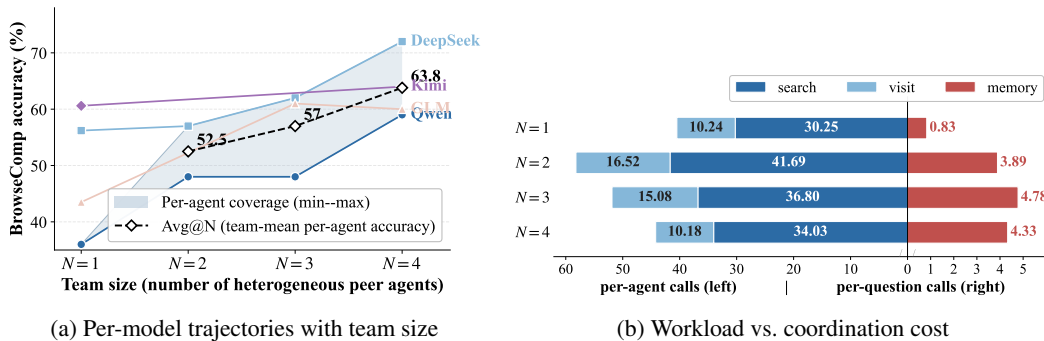 BrowseComp accuracy (%)
70
60
50
40
DeepSeek
Kimi
GLM
Qwen
52.5
57
63.8
Per-agent coverage (min--max)
Avg@N (team-mean per-agent accuracy)
N = 1
N = 2
N = 3
N = 4
Team size (number of heterogeneous peer agents)
(a) Per-model trajectories with team size
search
visit
memory
N = 1
10.24
30.25
0.83
N = 2
16.52
41.69
3.89
N = 3
15.08
36.80
4.78
N = 4
10.18
34.03
4.33
60
50
40
30
20
10
0
1
2
3
4
5
per-agent calls (left) | per-question calls (right)
(b) Workload vs. coordination cost